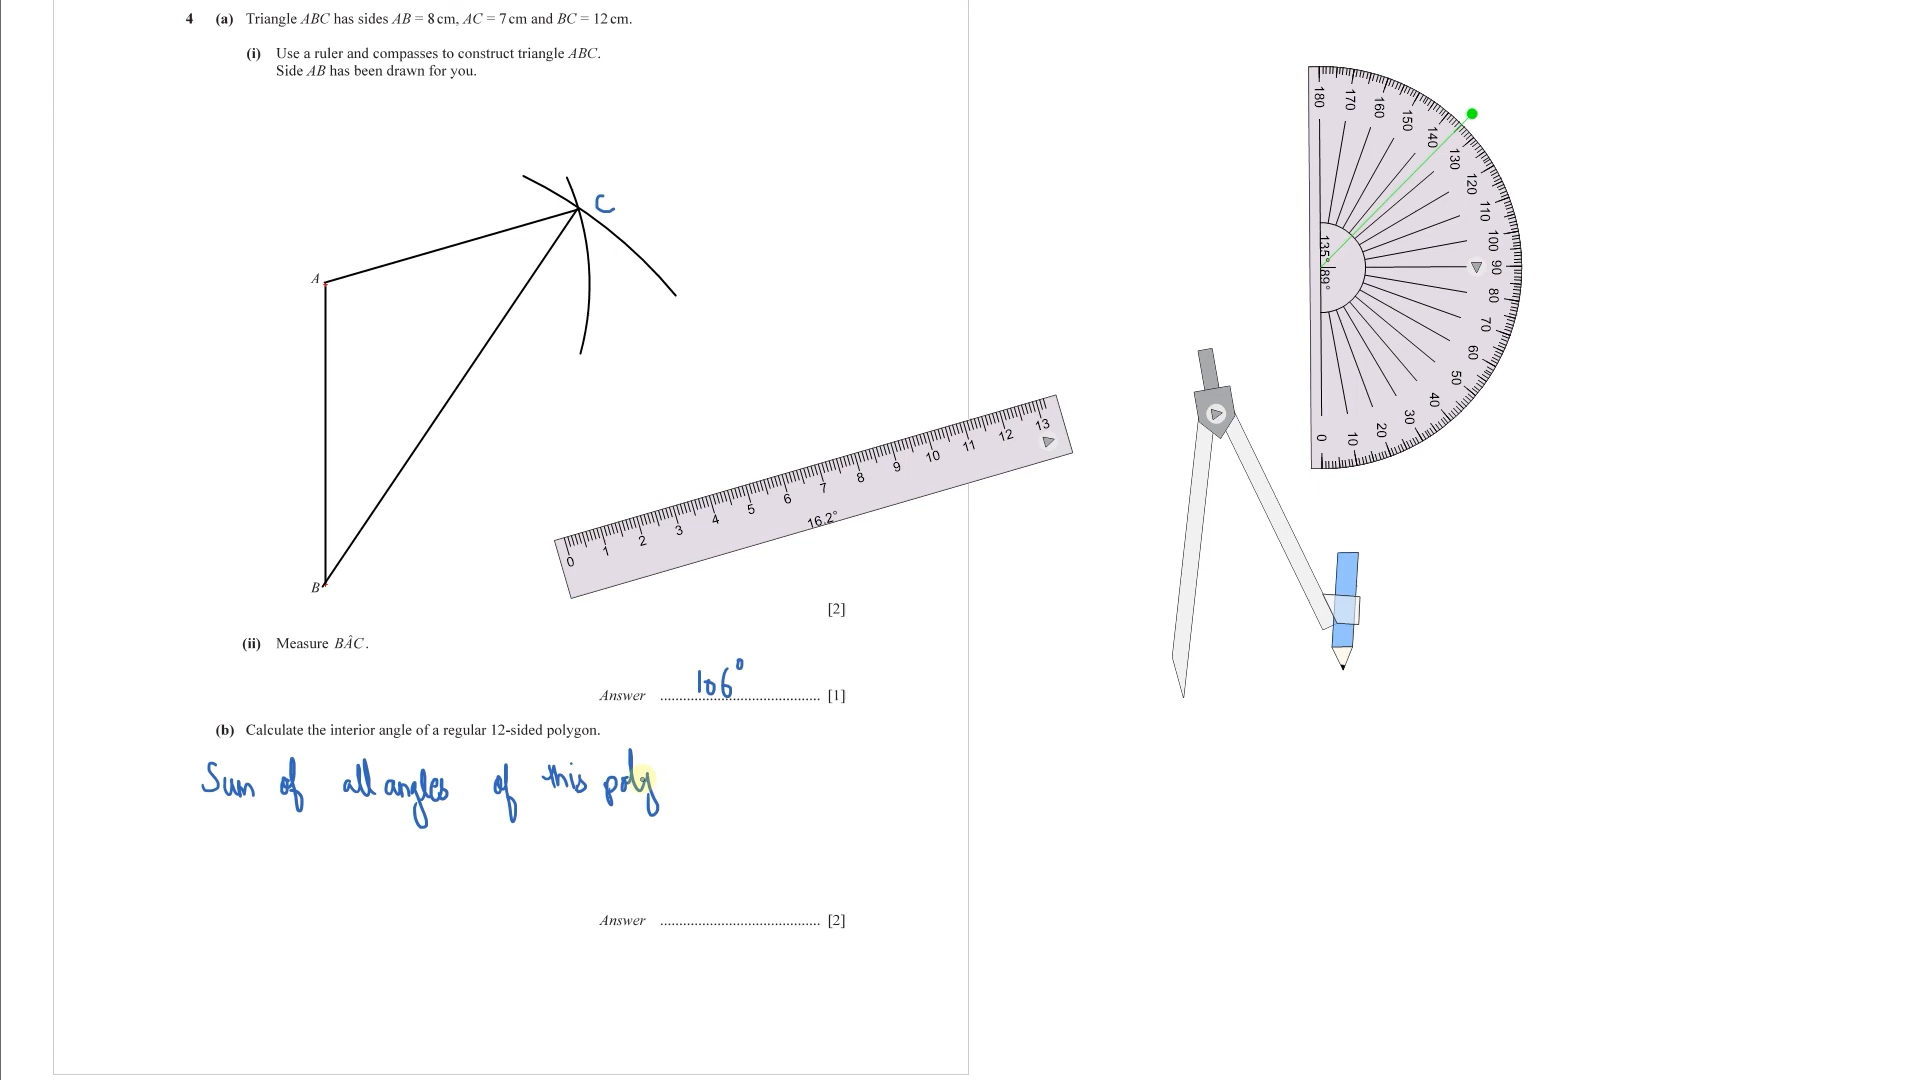 4 (a) Triangle ABC has sides AB = 8 cm, AC = 7 cm and BC = 12 cm.
(i) Use a ruler and compasses to construct triangle ABC.
Side AB has been drawn for you.
C
A
B
[2]
(ii) Measure BÂC.
106°
Answer ........................................ [1]
(b) Calculate the interior angle of a regular 12-sided polygon.
Sum of all angles of this poly
Answer ........................................ [2]
0 1 2 3 4 5 6 7 8 9 10 11 12 13
16.2°
180 170 160 150 140 130 120 110 100 90 80 70 60 50 40 30 20 10 0
135° 89°